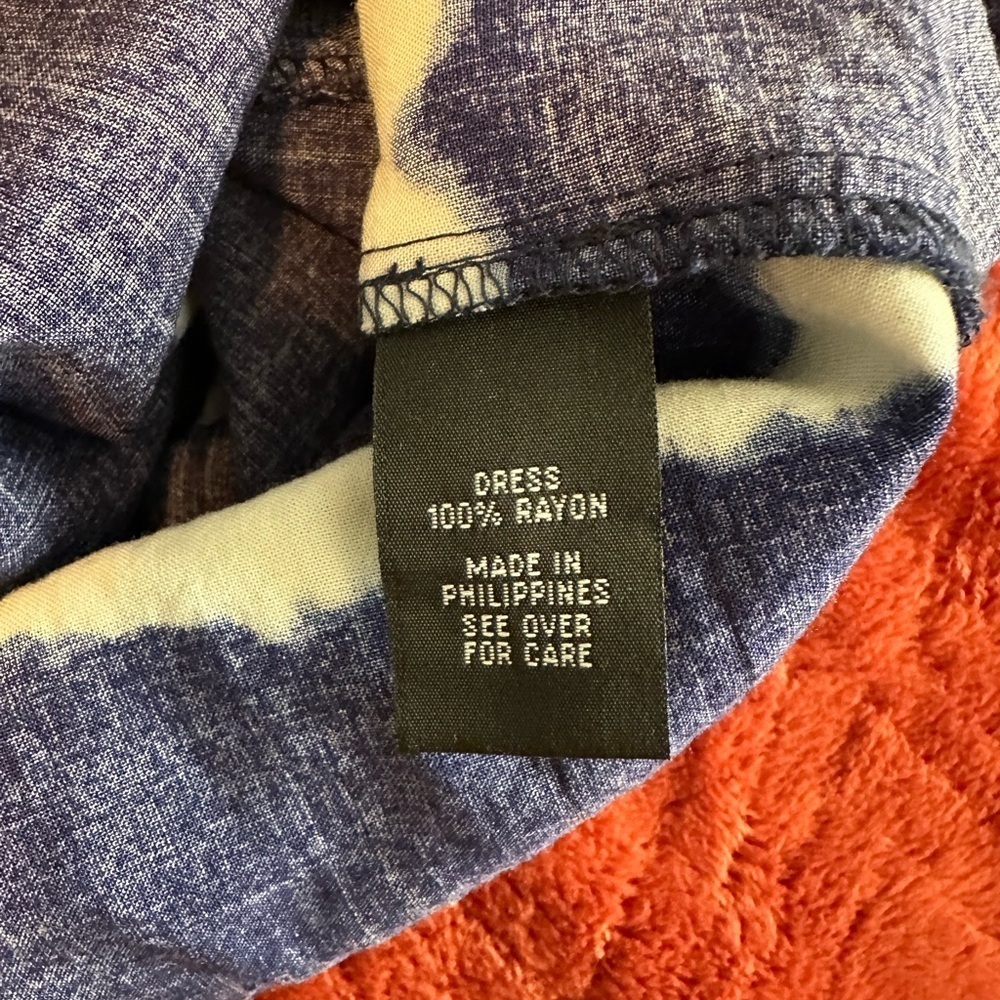 DRESS
100% RAYON
MADE IN
PHILIPPINES
SEE OVER
FOR CARE